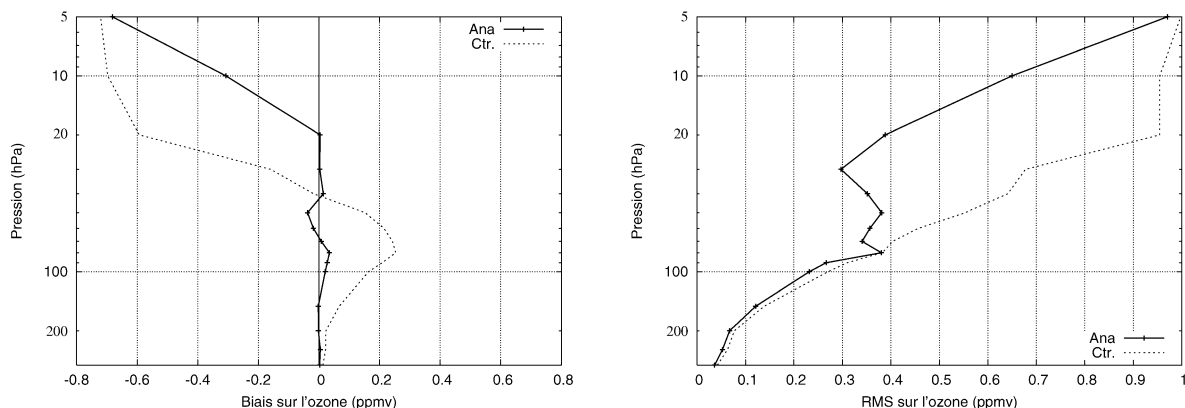 5
10
20
100
200
Pression (hPa)
-0.8 -0.6 -0.4 -0.2 0 0.2 0.4 0.6 0.8
Biais sur l'ozone (ppmv)
Ana
Ctr.
5
10
20
100
200
Pression (hPa)
0 0.1 0.2 0.3 0.4 0.5 0.6 0.7 0.8 0.9 1
RMS sur l'ozone (ppmv)
Ana
Ctr.